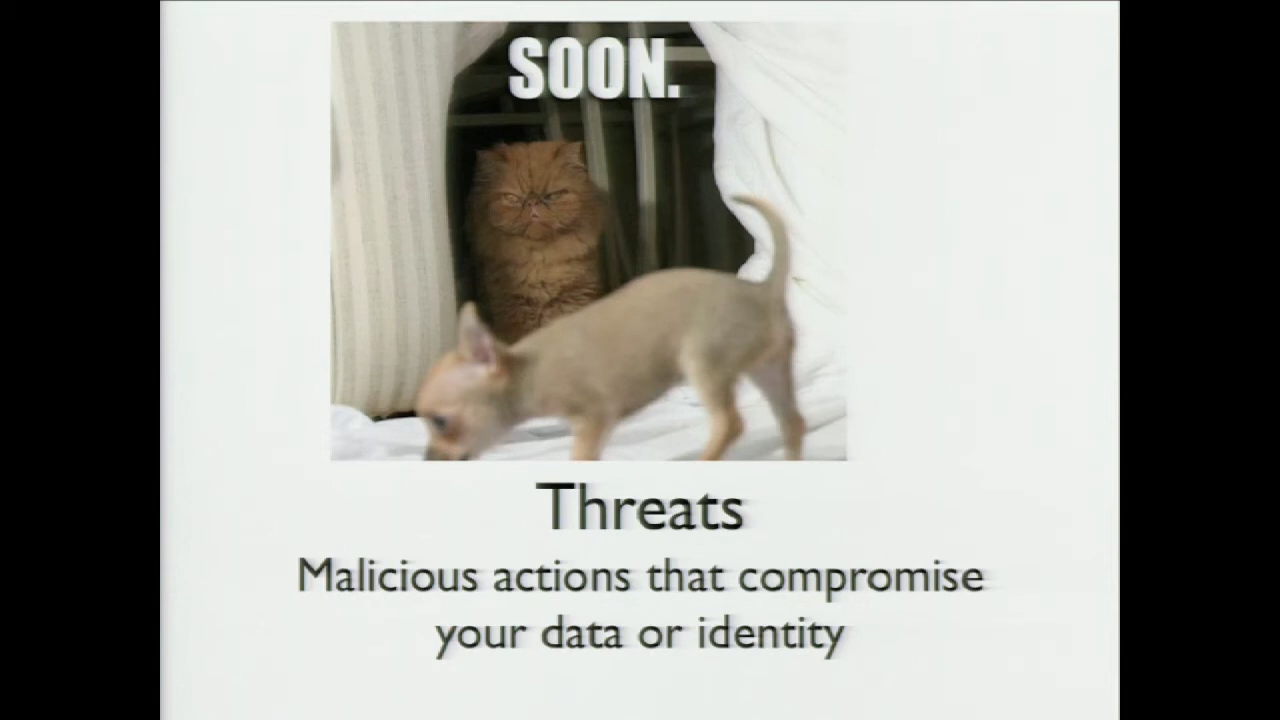 SOON.
Threats
Malicious actions that compromise
your data or identity